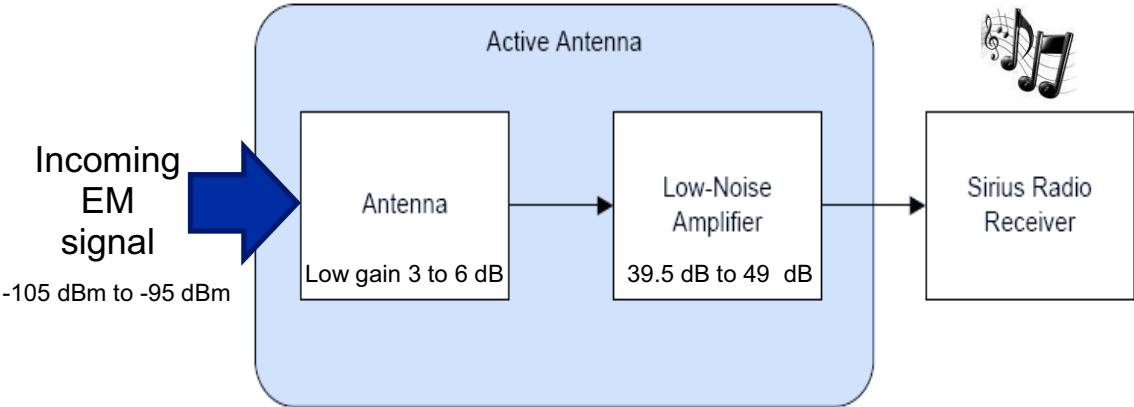 Active Antenna
Incoming
EM
signal
-105 dBm to -95 dBm
Antenna
Low gain 3 to 6 dB
Low-Noise
Amplifier
39.5 dB to 49 dB
Sirius Radio
Receiver